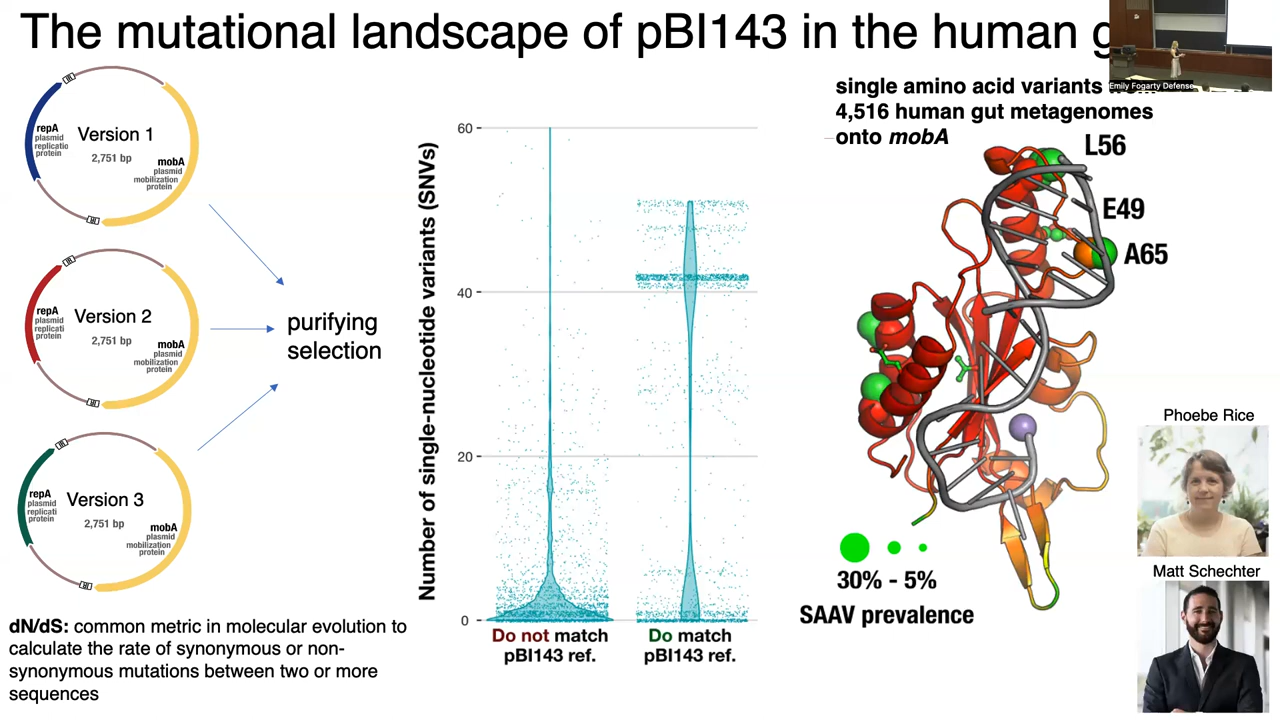 The mutational landscape of pBI143 in the human g
Emily Fogarty Defense
repA
plasmid
replicatio
protein
Version 1
2,751 bp
mobA
plasmid
mobilization
protein
repA
plasmid
replicati
protein
Version 2
2,751 bp
mobA
plasmid
mobilization
protein
repA
plasmid
replicati
protein
Version 3
2,751 bp
mobA
plasmid
mobilization
protein
purifying
selection
dN/dS: common metric in molecular evolution to
calculate the rate of synonymous or non-
synonymous mutations between two or more
sequences
Number of single-nucleotide variants (SNVs)
60
40
20
0
Do not match
pBI143 ref.
Do match
pBI143 ref.
single amino acid variants
4,516 human gut metagenomes
onto mobA
L56
E49
A65
30% - 5%
SAAV prevalence
Phoebe Rice
Matt Schechter